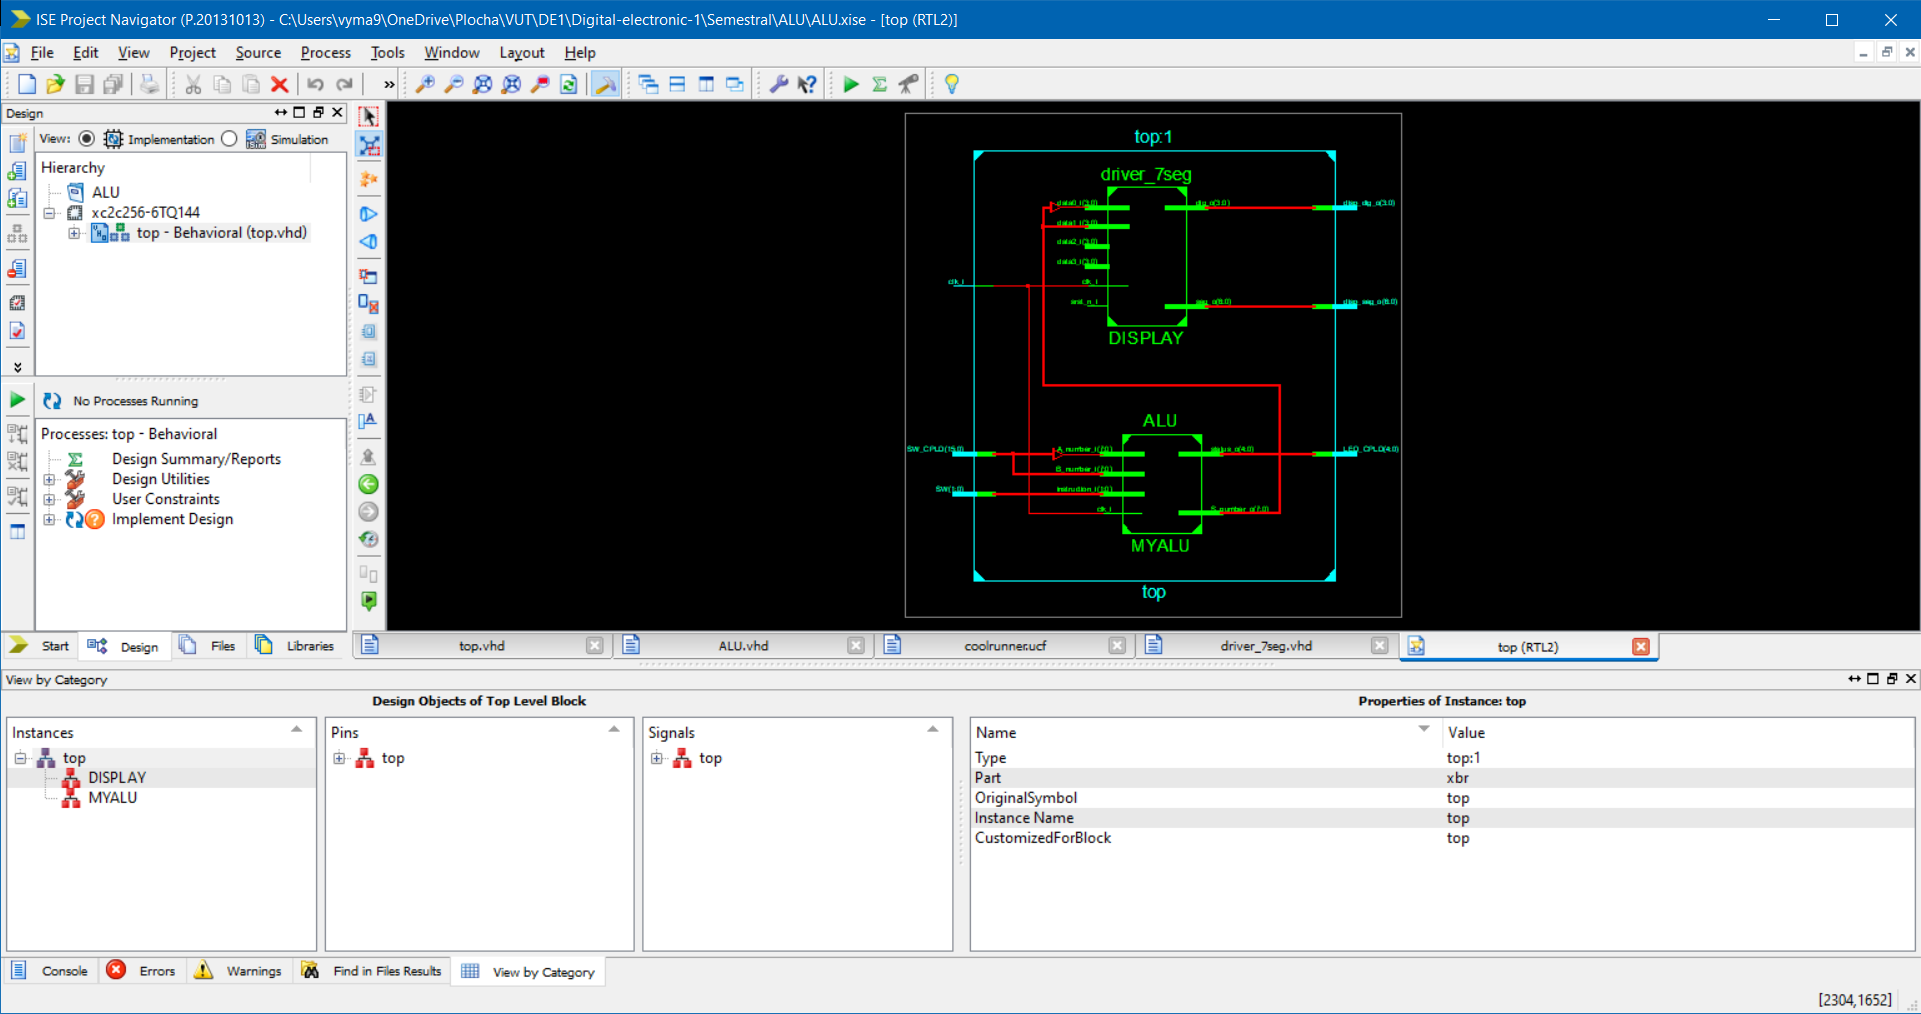 ISE Project Navigator (P.20131013) - C:\Users\vyma9\OneDrive\Plocha\VUT\DE1\Digital-electronic-1\Semestral\ALU\ALU.xise - [top (RTL2)]
File Edit View Project Source Process Tools Window Layout Help
Design
View: Implementation Simulation
Hierarchy
ALU
xc2c256-6TQ144
top - Behavioral (top.vhd)
No Processes Running
Processes: top - Behavioral
Design Summary/Reports
Design Utilities
User Constraints
Implement Design
Start Design Files Libraries
top:1
driver_7seg
data0_i(3:0)
data1_i(3:0)
data2_i(3:0)
data3_i(3:0)
clk_i
clk_i
srst_n_i
dig_o(3:0)
disp_dig_o(3:0)
seg_o(6:0)
disp_seg_o(6:0)
DISPLAY
ALU
SW_CPLD(15:0)
A_number_i(7:0)
B_number_i(7:0)
SW(1:0)
instruction_i(1:0)
clk_i
status_o(4:0)
LED_CPLD(4:0)
S_number_o(7:0)
MYALU
top
top.vhd ALU.vhd coolrunner.ucf driver_7seg.vhd top (RTL2)
View by Category
Design Objects of Top Level Block
Properties of Instance: top
Instances
top
DISPLAY
MYALU
Pins
top
Signals
top
Name Value
Type top:1
Part xbr
OriginalSymbol top
Instance Name top
CustomizedForBlock top
Console Errors Warnings Find in Files Results View by Category
[2304,1652]